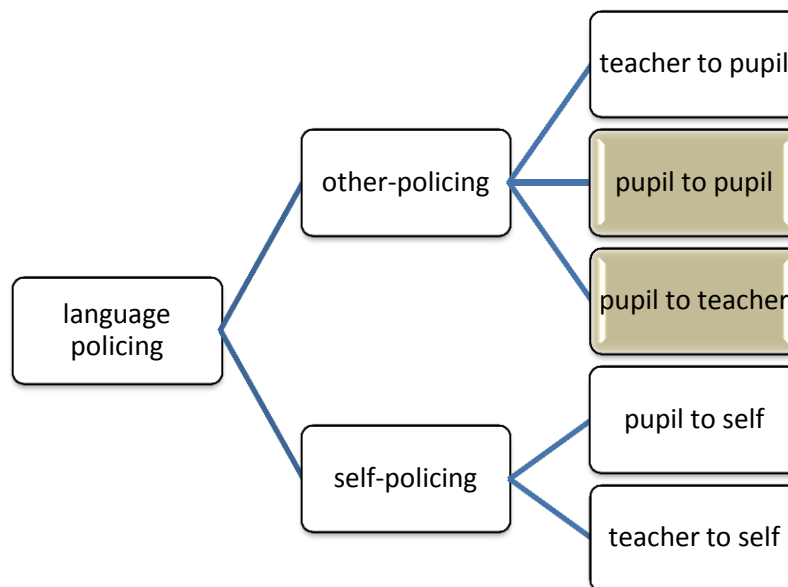 teacher to pupil
other-policing
pupil to pupil
pupil to teacher
language
policing
pupil to self
self-policing
teacher to self